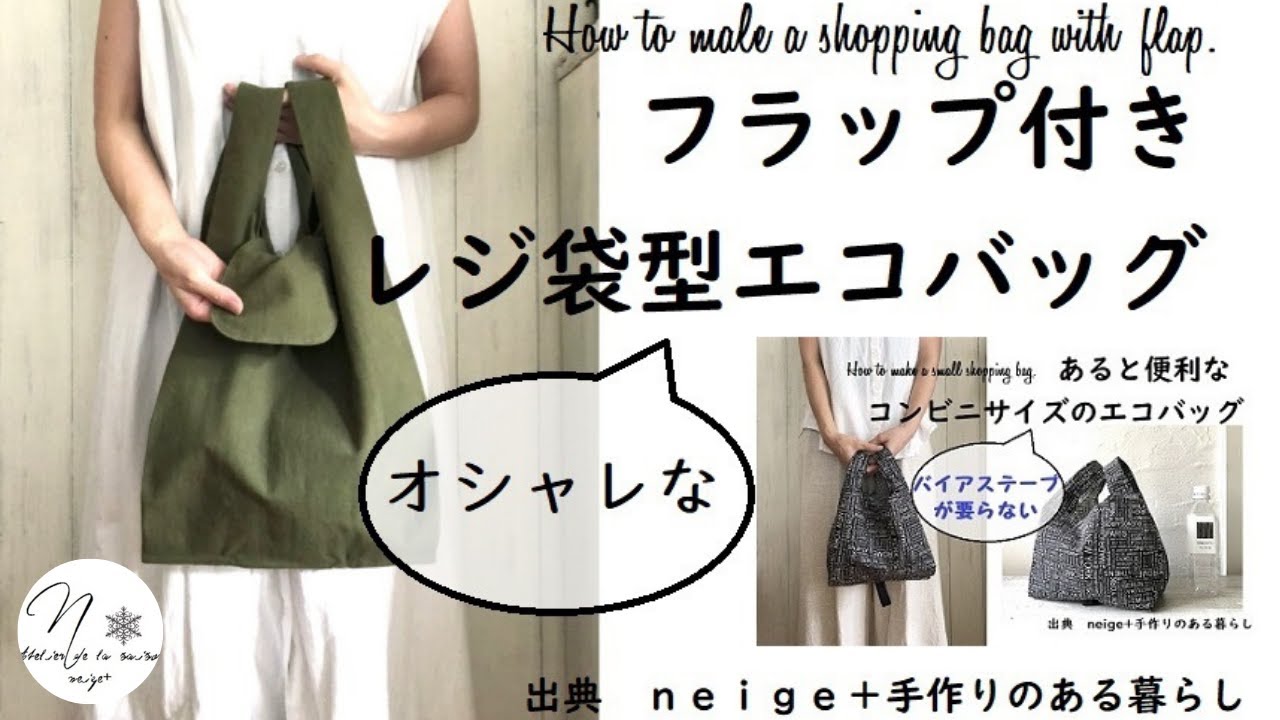 How to male a shopping bag with flap.
フラップ付き
レジ袋型エコバッグ
オシャレな
How to make a small shopping bag.
あると便利な
コンビニサイズのエコバッグ
バイアステープ
が要らない
出典 neige+手作りのある暮らし
出典 ｎｅｉｇｅ＋手作りのある暮らし
N
Atelier de la saison
neige+